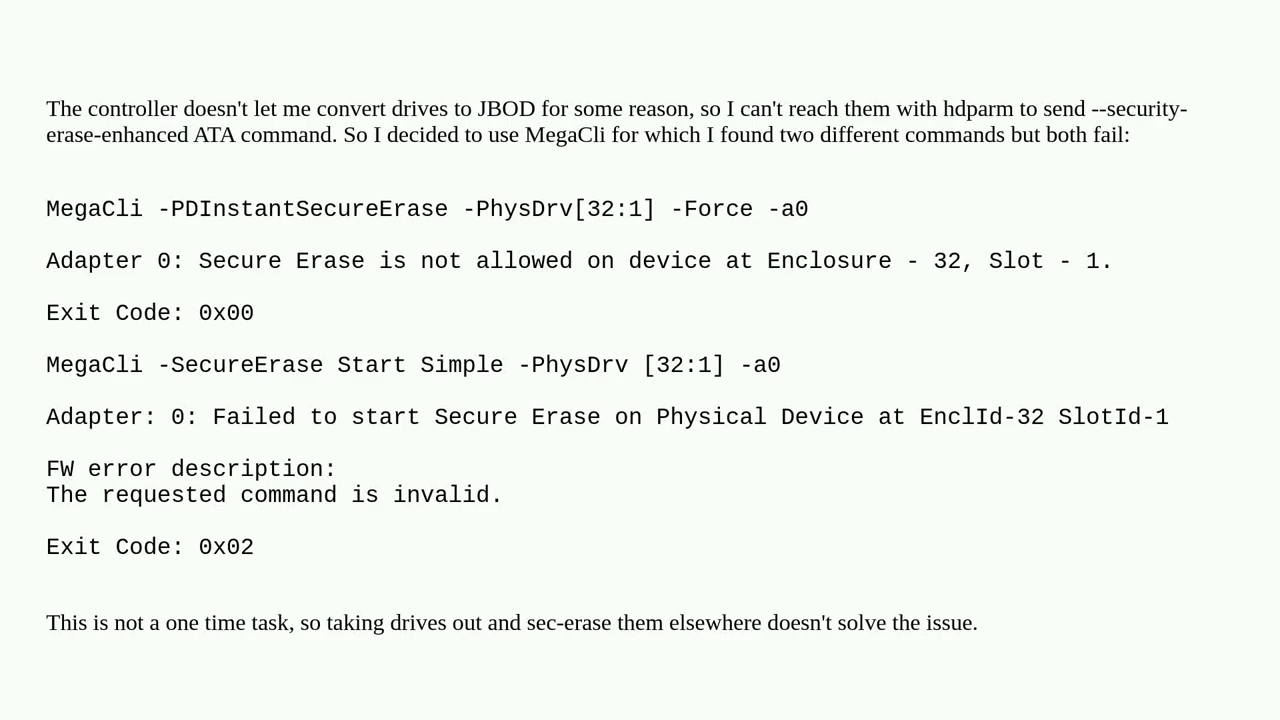 The controller doesn't let me convert drives to JBOD for some reason, so I can't reach them with hdparm to send --security-
erase-enhanced ATA command. So I decided to use MegaCli for which I found two different commands but both fail:
MegaCli -PDInstantSecureErase -PhysDrv[32:1] -Force -a0
Adapter 0: Secure Erase is not allowed on device at Enclosure - 32, Slot - 1.
Exit Code: 0x00
MegaCli -SecureErase Start Simple -PhysDrv [32:1] -a0
Adapter: 0: Failed to start Secure Erase on Physical Device at EnclId-32 SlotId-1
FW error description:
The requested command is invalid.
Exit Code: 0x02
This is not a one time task, so taking drives out and sec-erase them elsewhere doesn't solve the issue.